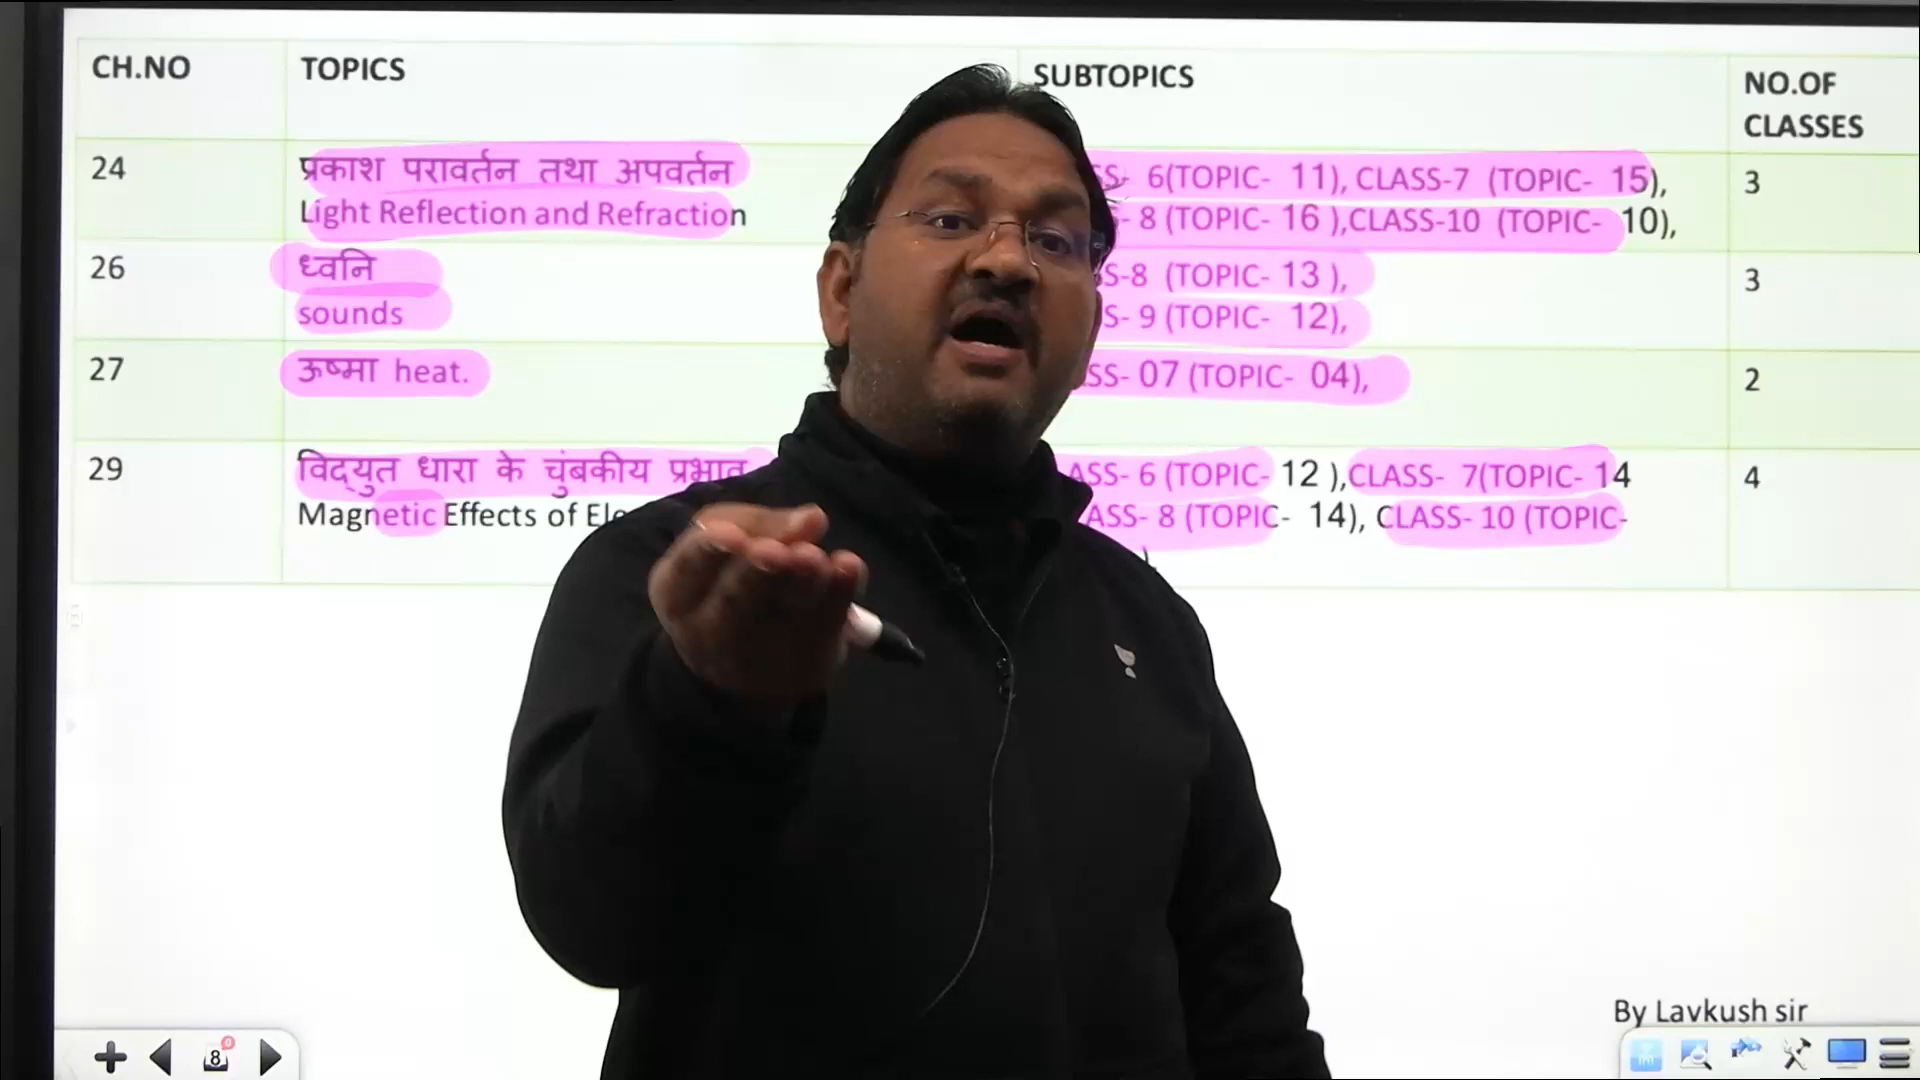 CH.NO
TOPICS
SUBTOPICS
NO.OF
CLASSES
24
प्रकाश परावर्तन तथा अपवर्तन
Light Reflection and Refraction
6(TOPIC- 11), CLASS-7 (TOPIC- 15),
8 (TOPIC- 16 ),CLASS-10 (TOPIC- 10),
3
26
ध्वनि
sounds
8 (TOPIC- 13 ),
9 (TOPIC- 12),
3
27
ऊष्मा heat.
07 (TOPIC- 04),
2
29
विद्युत धारा के चुंबकीय प्रभाव
Magnetic Effects of
6 (TOPIC- 12 ),CLASS- 7(TOPIC- 14
8 (TOPIC- 14), CLASS- 10 (TOPIC-
4
By Lavkush sir
8
0